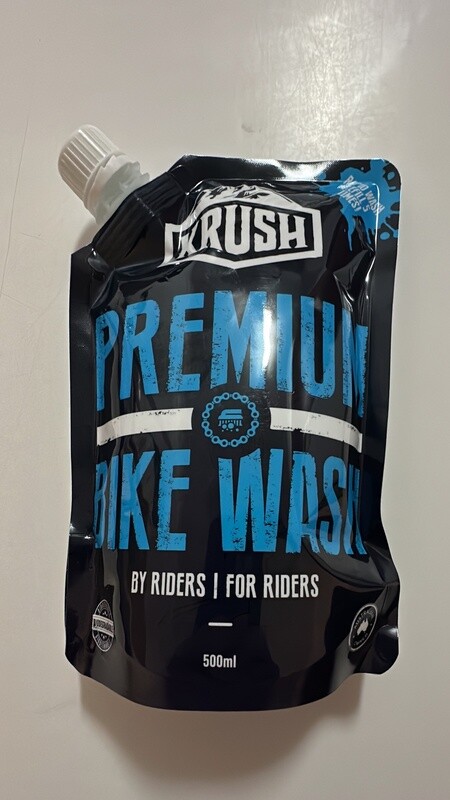 KRUSH
PREMIUM
BIKE WASH
BY RIDERS | FOR RIDERS
500ml